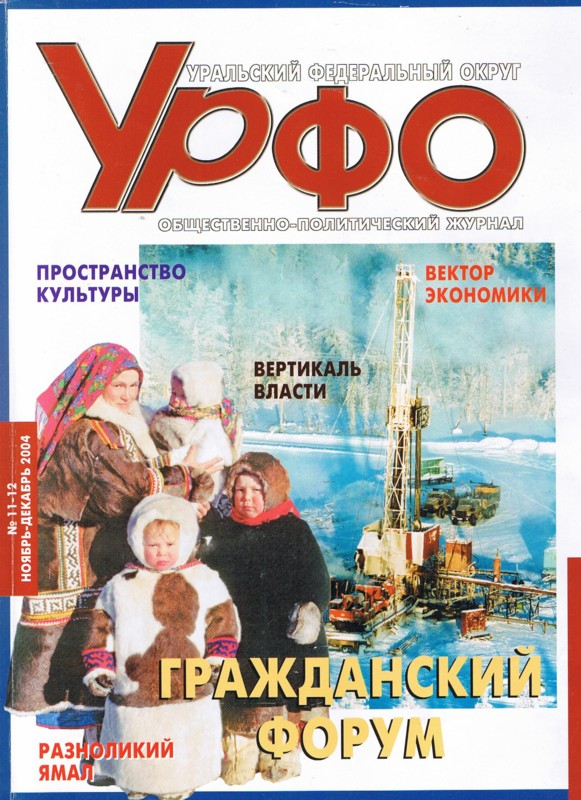 УРАЛЬСКИЙ ФЕДЕРАЛЬНЫЙ ОКРУГ
УРФО
ОБЩЕСТВЕННО-ПОЛИТИЧЕСКИЙ ЖУРНАЛ
ПРОСТРАНСТВО
КУЛЬТУРЫ
ВЕКТОР
ЭКОНОМИКИ
ВЕРТИКАЛЬ
ВЛАСТИ
№ 11-12
НОЯБРЬ-ДЕКАБРЬ 2004
ГРАЖДАНСКИЙ
ФОРУМ
РАЗНОЛИКИЙ
ЯМАЛ